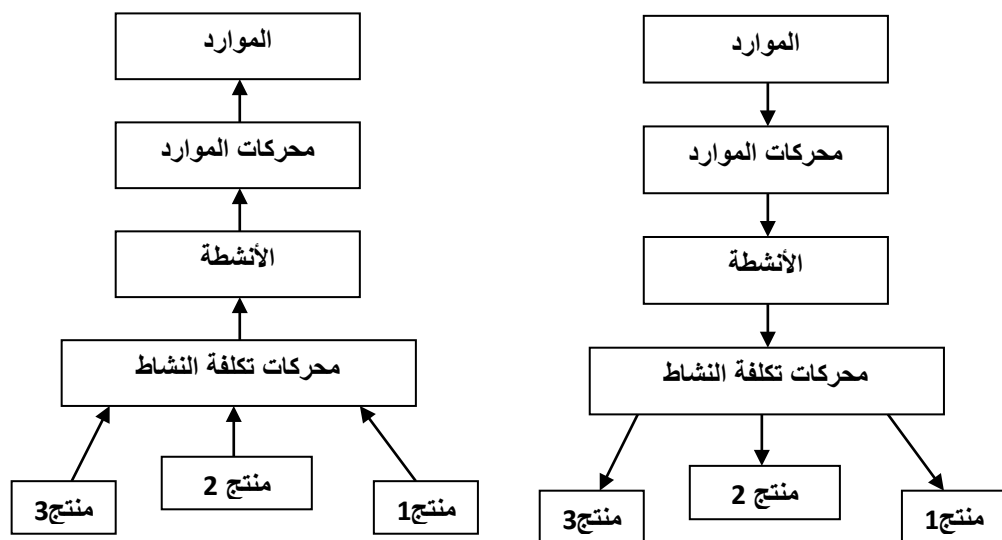 الموارد
محركات الموارد
الأنشطة
محركات تكلفة النشاط
منتج1
منتج 2
منتج3
الموارد
محركات الموارد
الأنشطة
محركات تكلفة النشاط
منتج1
منتج 2
منتج3